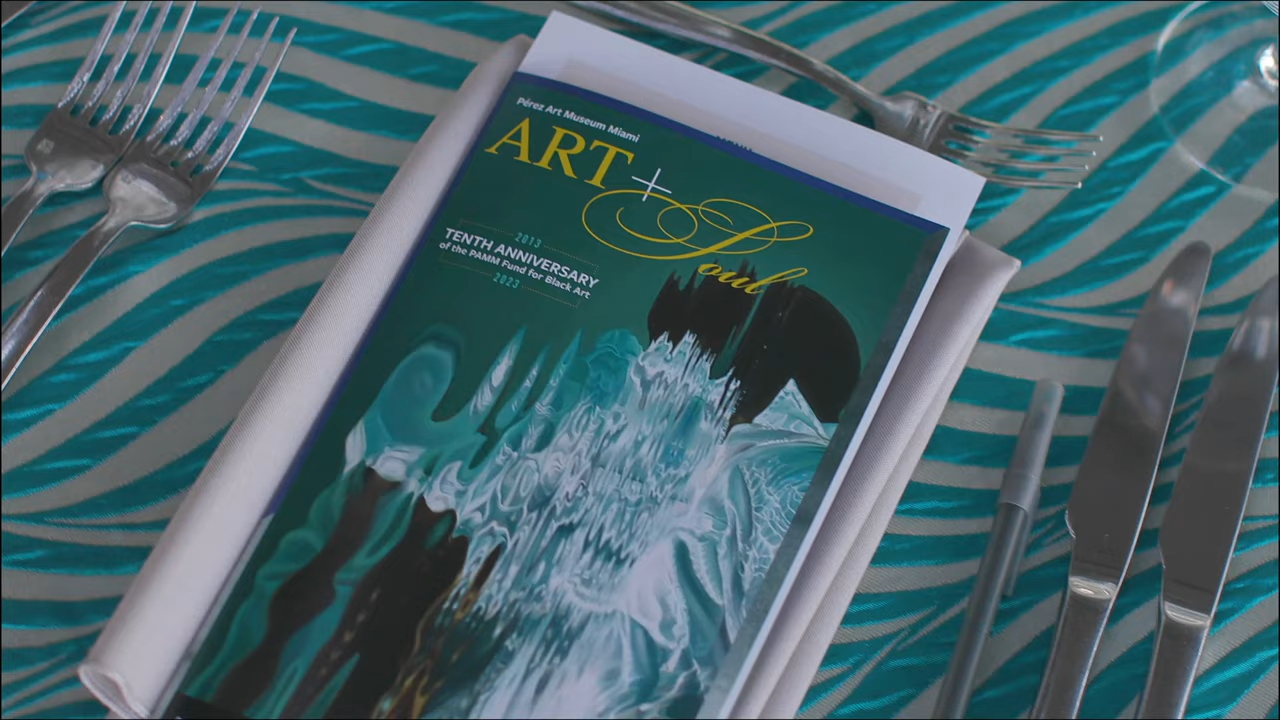 Pérez Art Museum Miami
ART+
Soul
2013
TENTH ANNIVERSARY
of the PAMM Fund for Black Art
2023